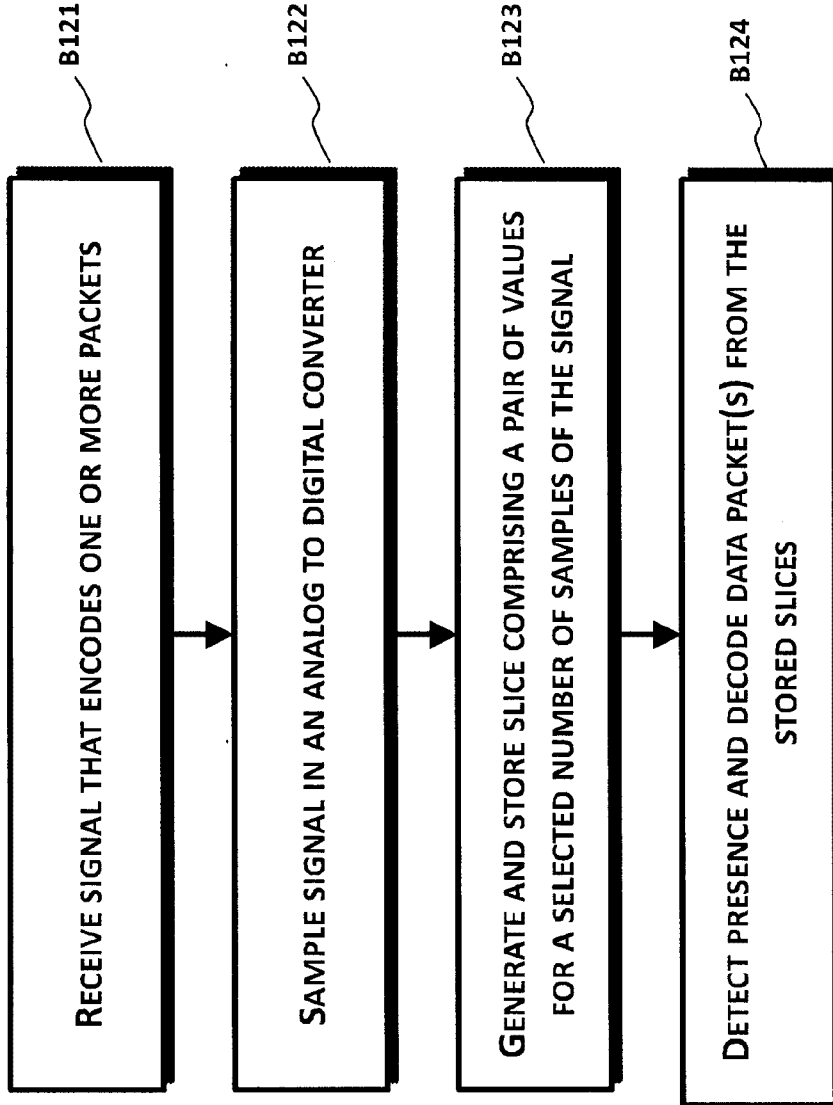 RECEIVE SIGNAL THAT ENCODES ONE OR MORE PACKETS
B121
SAMPLE SIGNAL IN AN ANALOG TO DIGITAL CONVERTER
B122
GENERATE AND STORE SLICE COMPRISING A PAIR OF VALUES
FOR A SELECTED NUMBER OF SAMPLES OF THE SIGNAL
B123
DETECT PRESENCE AND DECODE DATA PACKET(S) FROM THE
STORED SLICES
B124